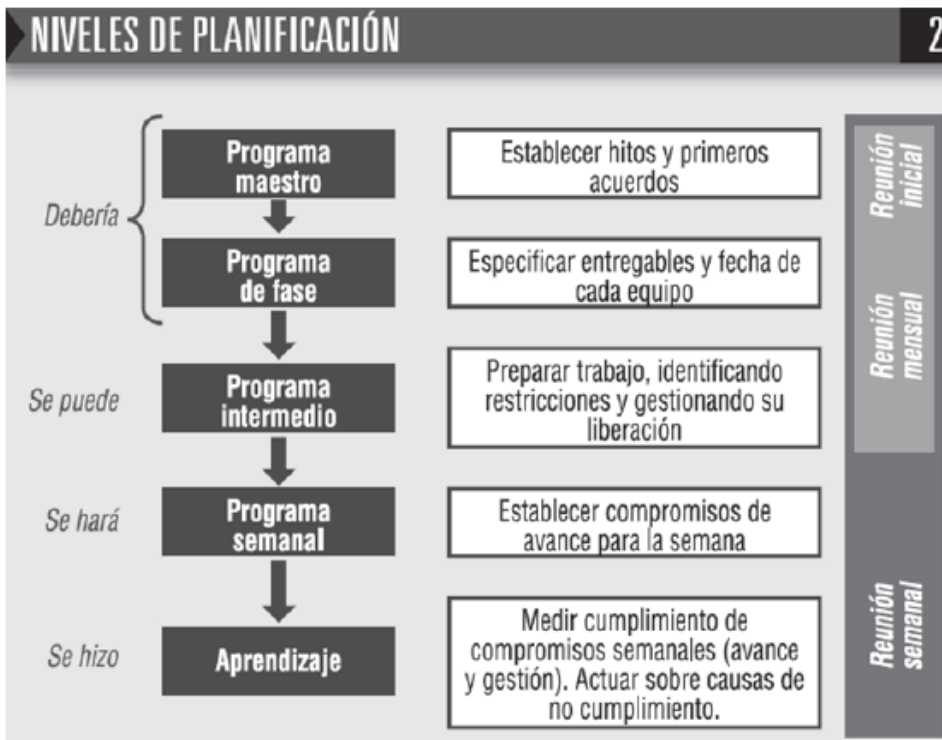 NIVELES DE PLANIFICACIÓN
2
Debería
Programa
maestro
Establecer hitos y primeros
acuerdos
Programa
de fase
Especificar entregables y fecha de
cada equipo
Se puede
Programa
intermedio
Preparar trabajo, identificando
restricciones y gestionando su
liberación
Se hará
Programa
semanal
Establecer compromisos de
avance para la semana
Se hizo
Aprendizaje
Medir cumplimiento de
compromisos semanales (avance
y gestión). Actuar sobre causas de
no cumplimiento.
Reunión
inicial
Reunión
mensual
Reunión
semanal